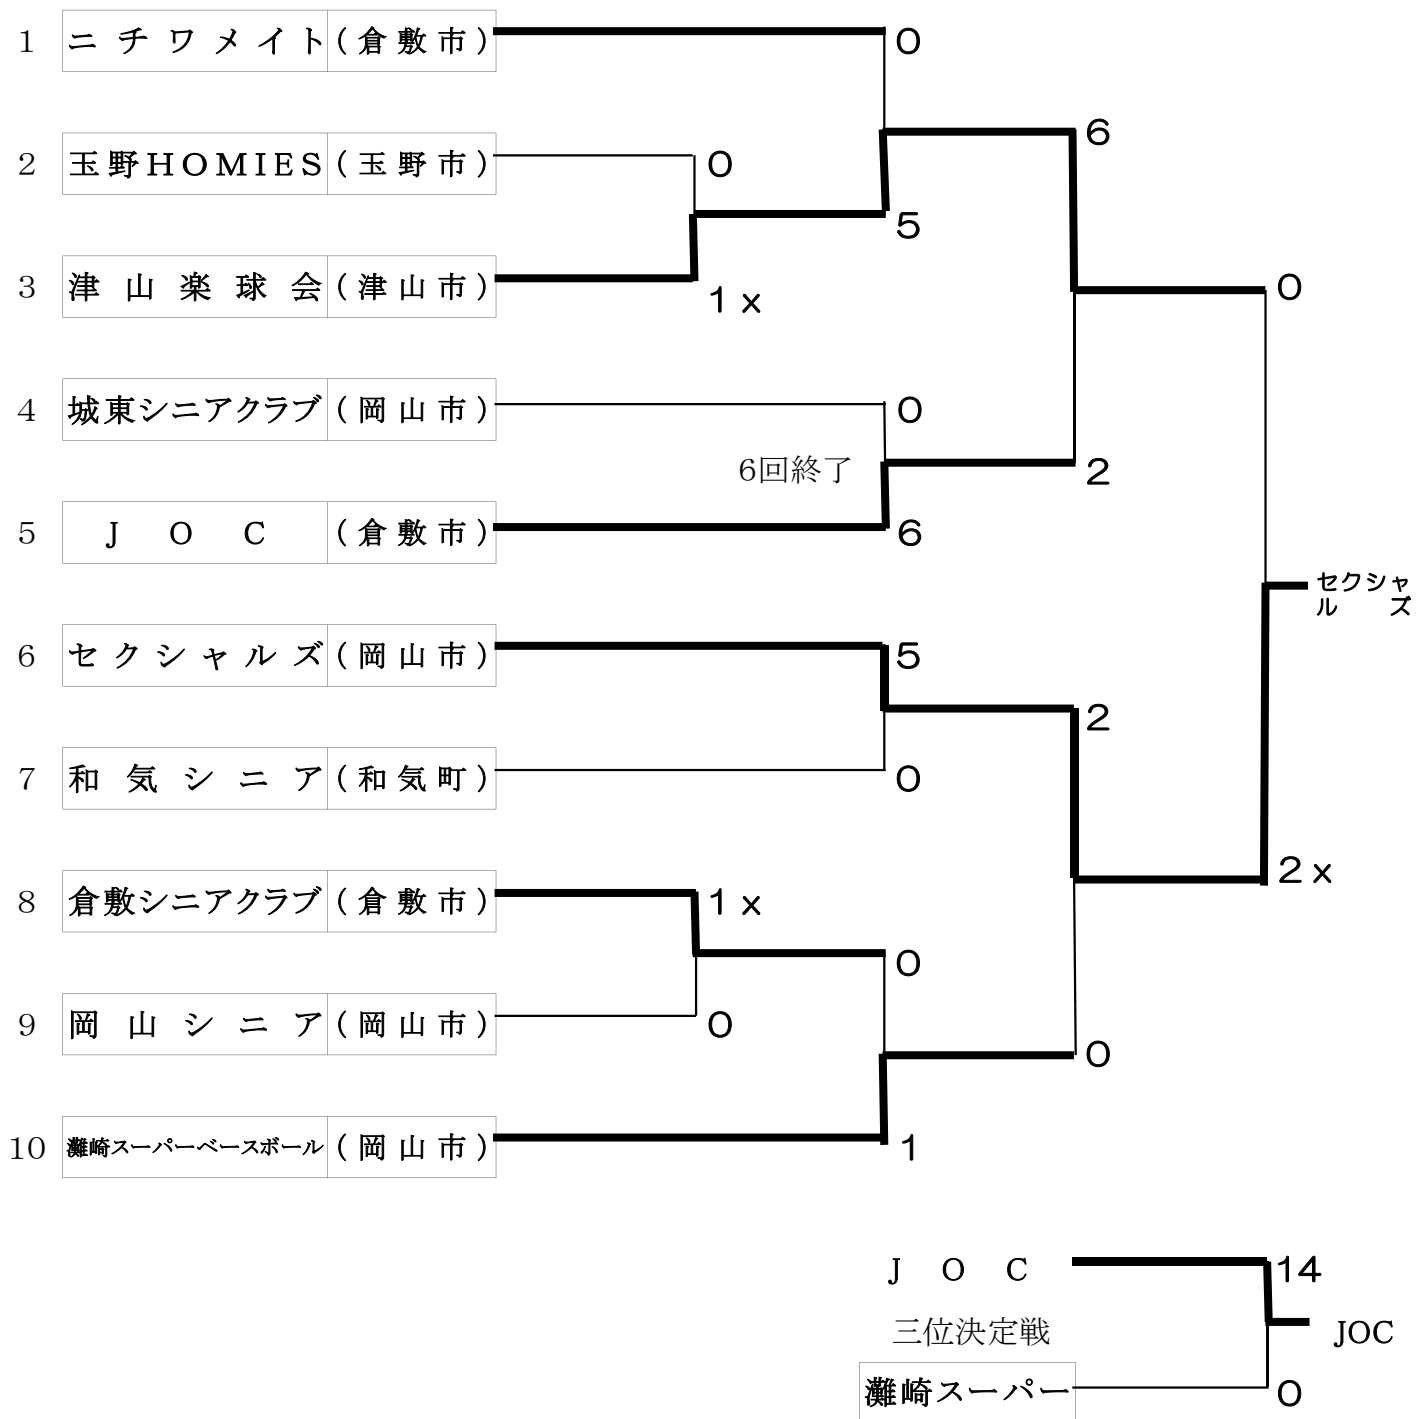 1 ニチワメイト (倉敷市) 0
6
2 玉野HOMIES (玉野市) 0
5
3 津山楽球会 (津山市) 1x
0
4 城東シニアクラブ (岡山市) 0
6回終了 2
5 JOC (倉敷市) 6
セクシャ
ルズ
6 セクシャルズ (岡山市) 5
2
7 和気シニア (和気町) 0
2x
8 倉敷シニアクラブ (倉敷市) 1x
0
9 岡山シニア (岡山市) 0
0
10 灘崎スーパーベースボール (岡山市) 1
JOC 14
三位決定戦 JOC
灘崎スーパー 0